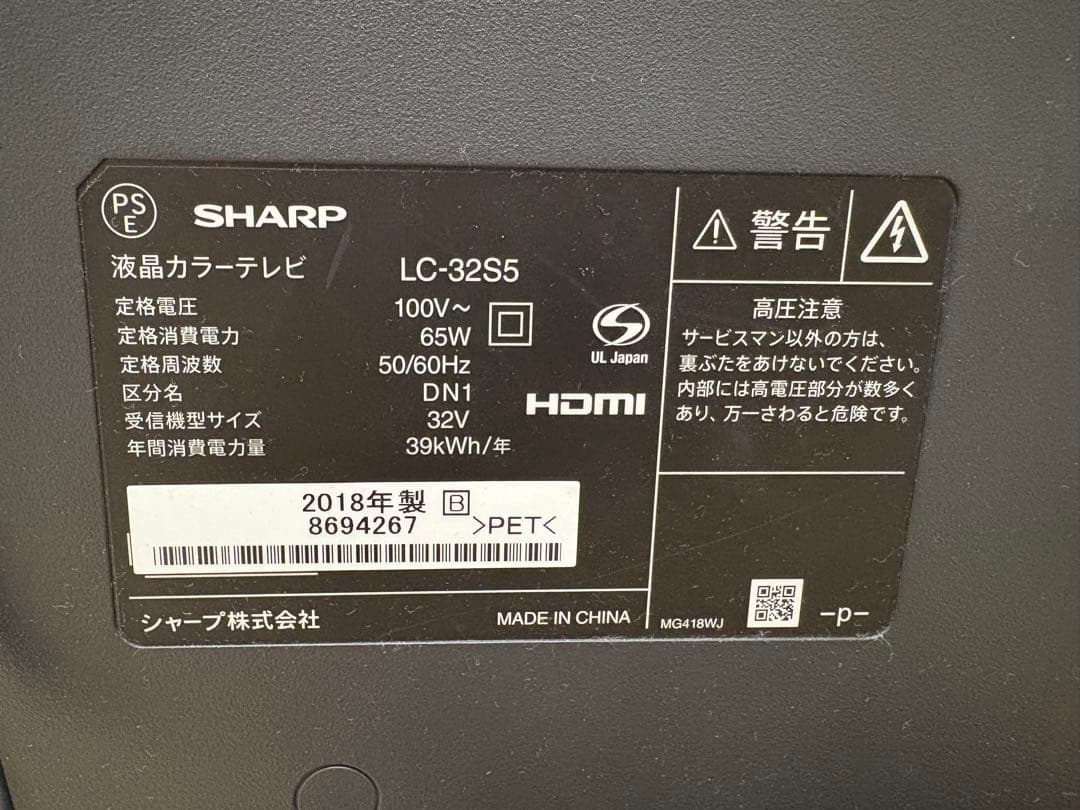 PS
E
SHARP
液晶カラーテレビ LC-32S5
定格電圧 100V～
定格消費電力 65W
定格周波数 50/60Hz
区分名 DN1
受信機型サイズ 32V
年間消費電力量 39kWh/年
UL Japan
HDMI
2018年製 B
8694267 >PET<
シャープ株式会社 MADE IN CHINA
警告
高圧注意
サービスマン以外の方は、
裏ぶたをあけないでください。
内部には高電圧部分が数多く
あり、万一さわると危険です。
MG418WJ
-p-